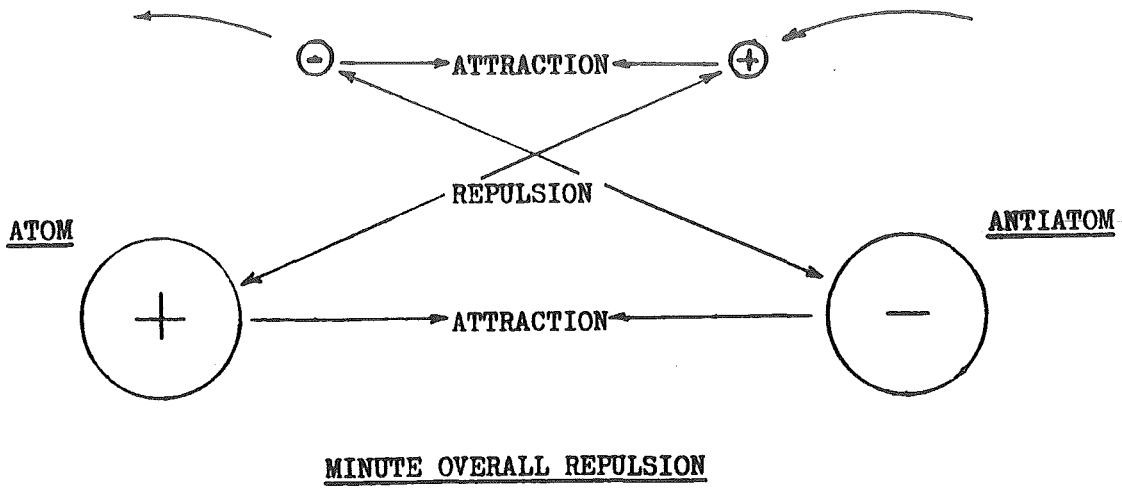 ATTRACTION
REPULSION
ATOM
ANTIATOM
ATTRACTION
MINUTE OVERALL REPULSION